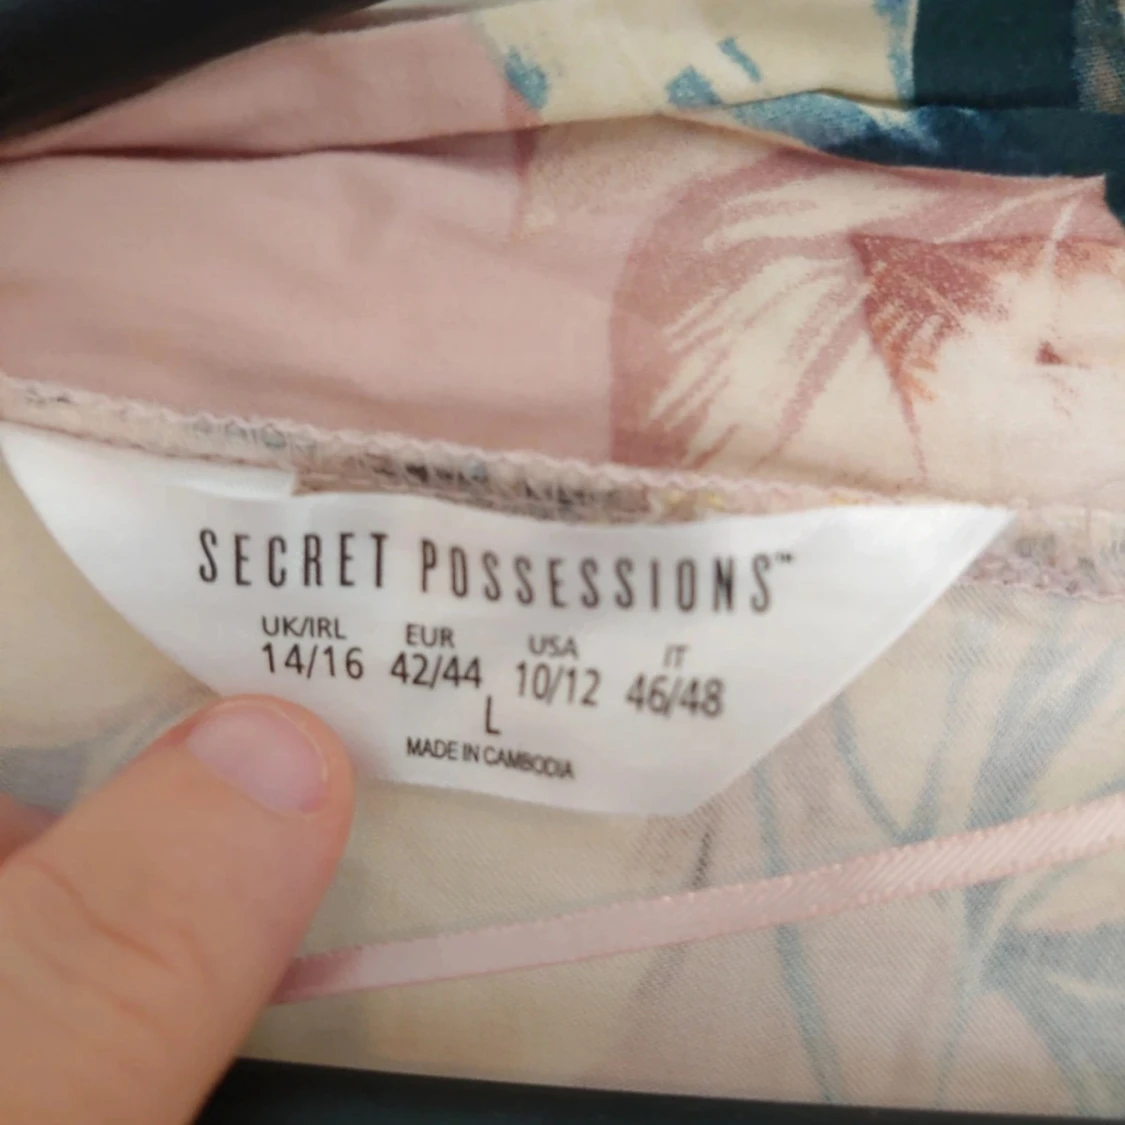 SECRET POSSESSIONS™
UK/IRL EUR USA IT
14/16 42/44 10/12 46/48
L
MADE IN CAMBODIA